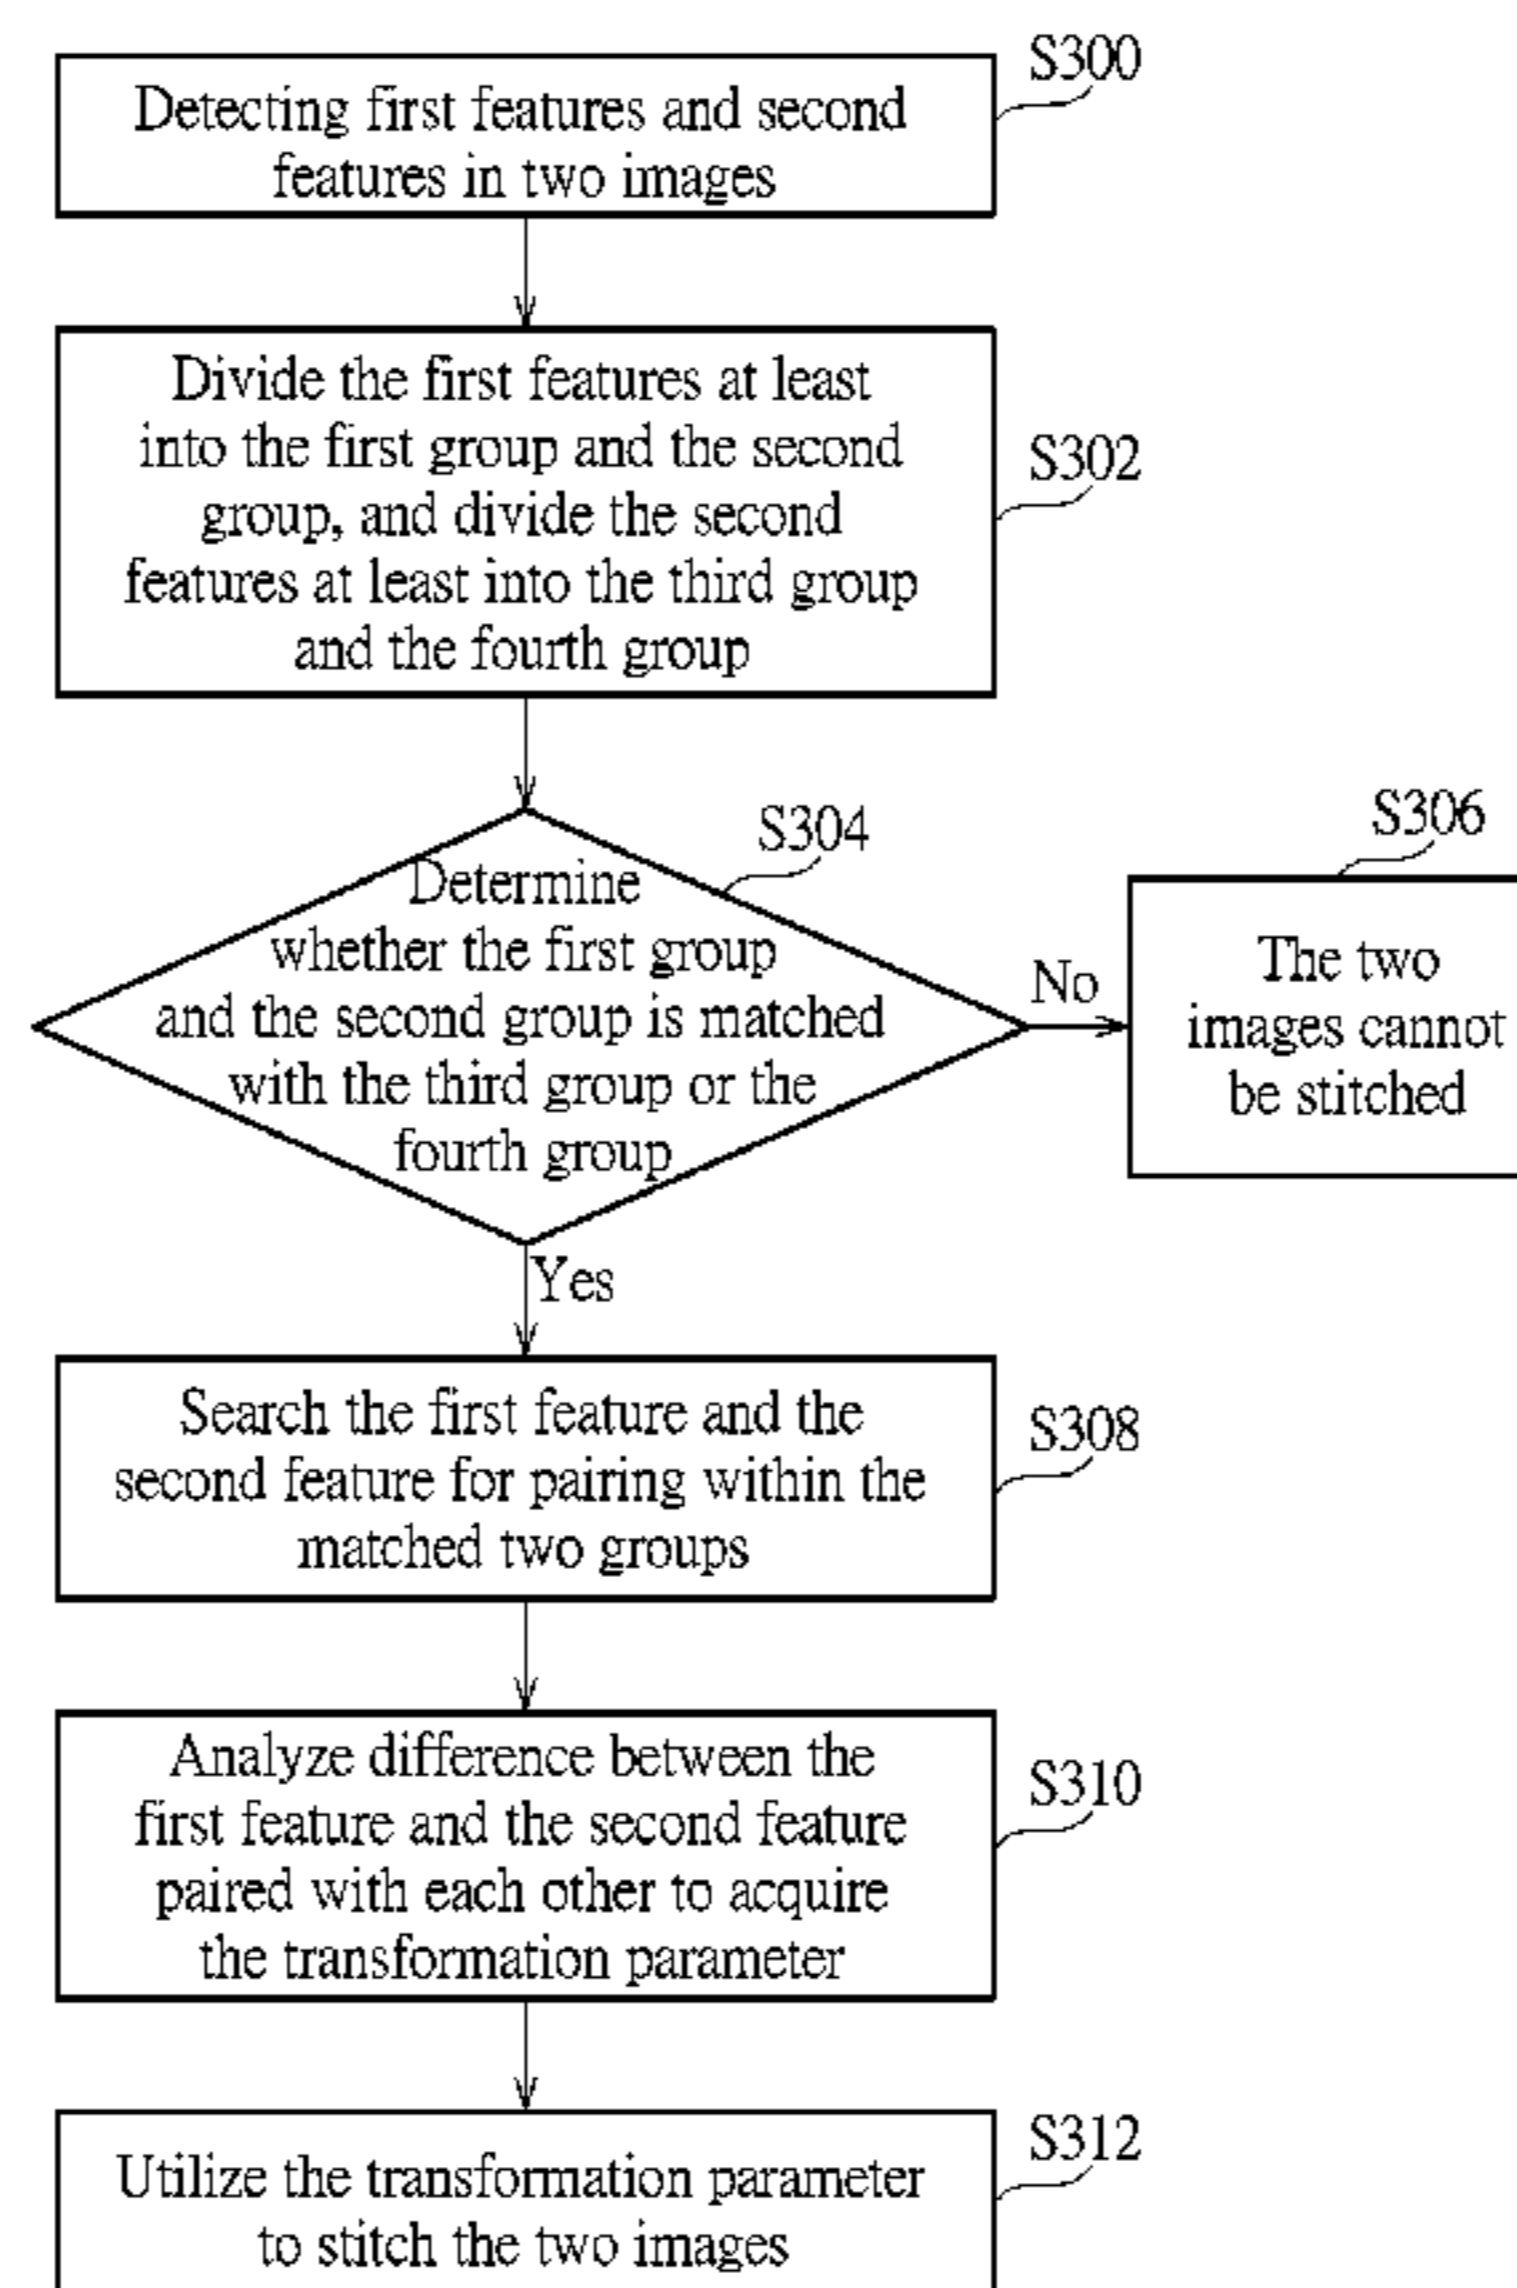 S300
Detecting first features and second
features in two images
Divide the first features at least
into the first group and the second
group, and divide the second
features at least into the third group
and the fourth group
S302
S304
Determine
whether the first group
and the second group is matched
with the third group or the
fourth group
No
S306
The two
images cannot
be stitched
Yes
Search the first feature and the
second feature for pairing within the
matched two groups
S308
Analyze difference between the
first feature and the second feature
paired with each other to acquire
the transformation parameter
S310
S312
Utilize the transformation parameter
to stitch the two images